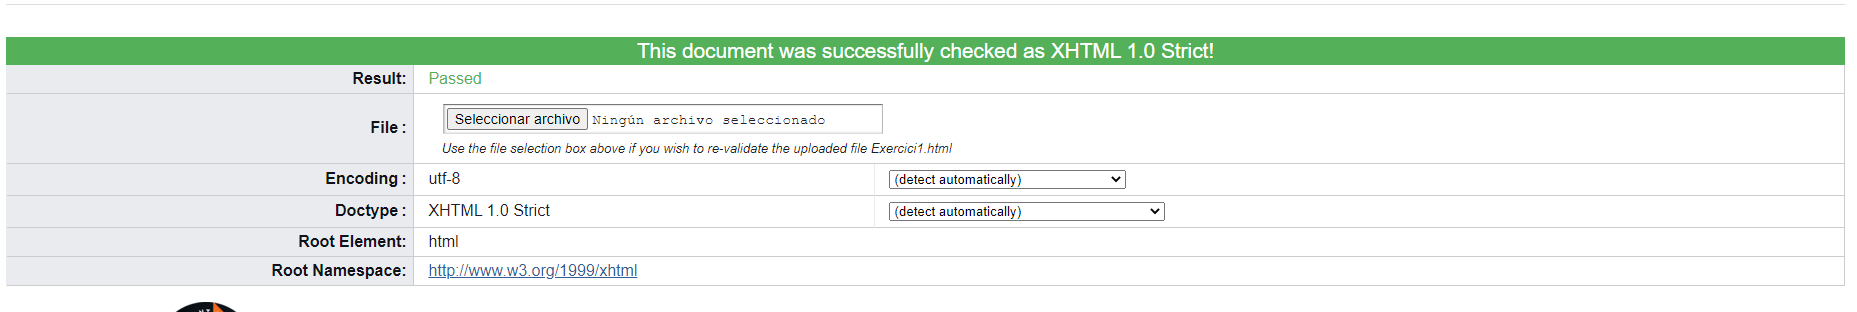 This document was successfully checked as XHTML 1.0 Strict!
Result: Passed
File : Seleccionar archivo Ningún archivo seleccionado
Use the file selection box above if you wish to re-validate the uploaded file Exercici1.html
Encoding : utf-8 (detect automatically)
Doctype : XHTML 1.0 Strict (detect automatically)
Root Element: html
Root Namespace: http://www.w3.org/1999/xhtml